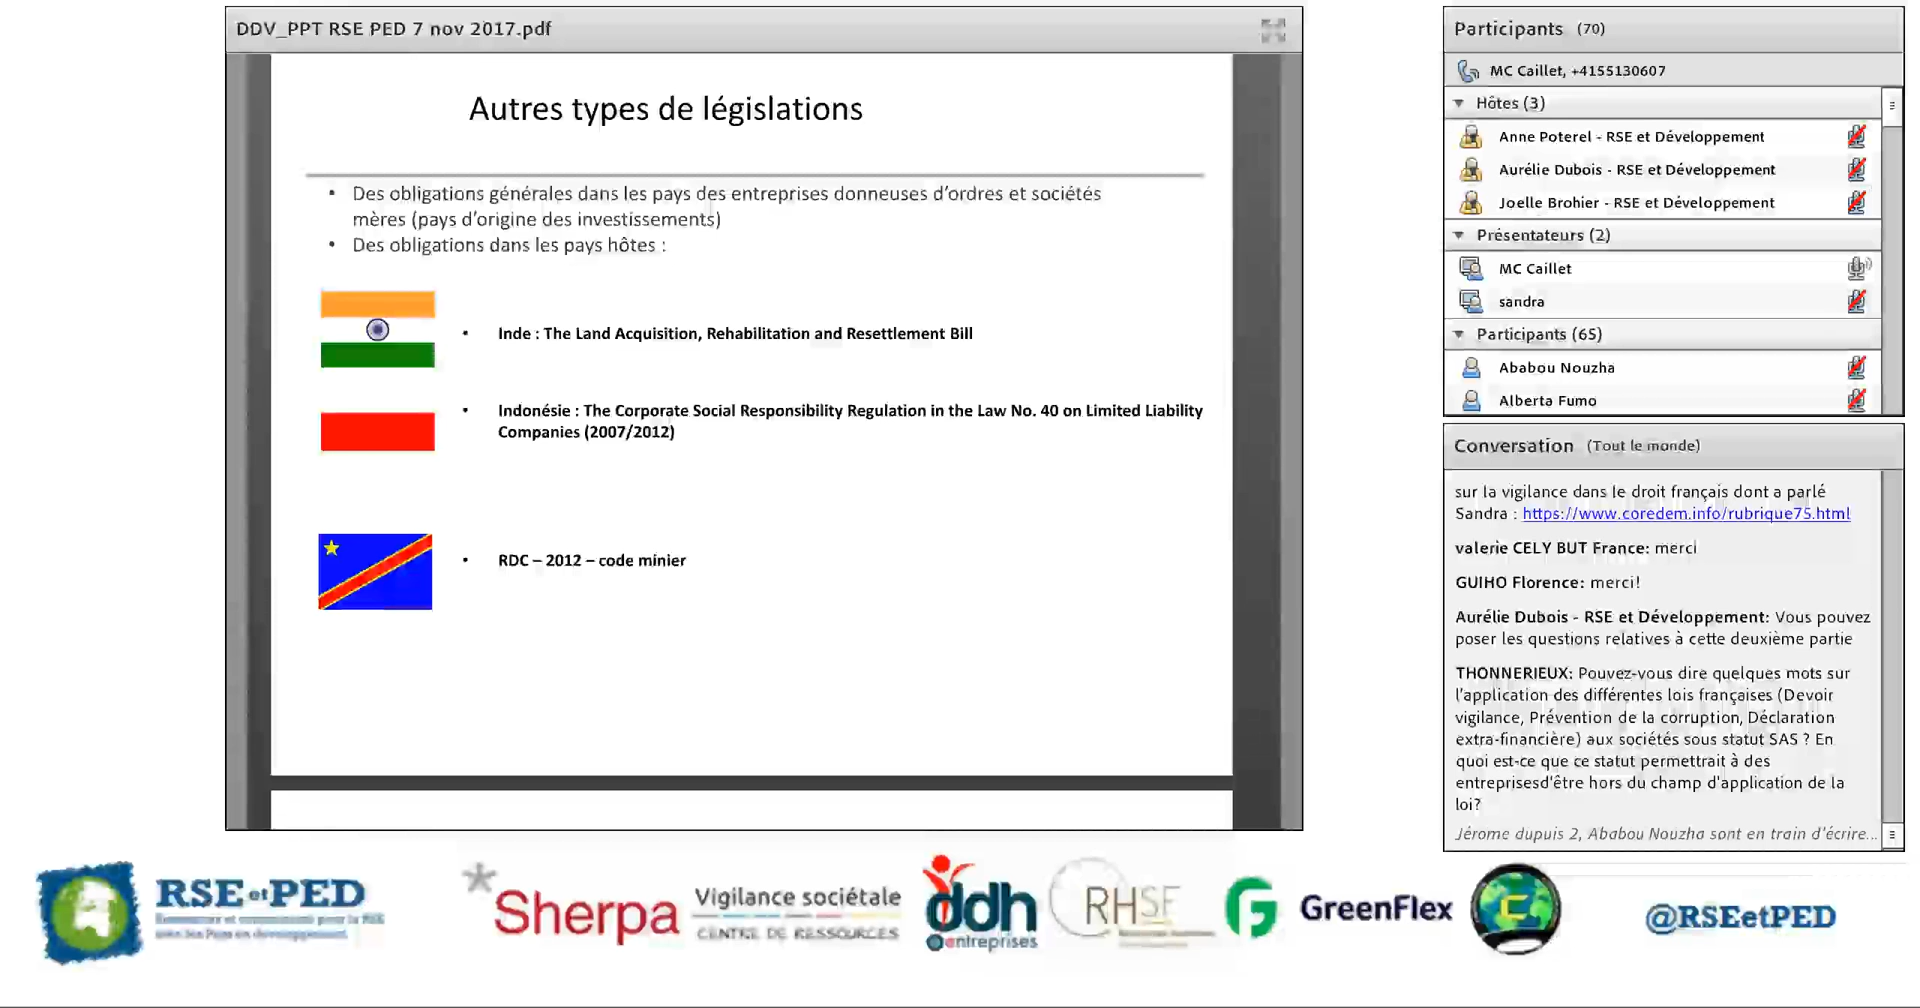 DDV_PPT RSE PED 7 nov 2017.pdf
Autres types de législations
• Des obligations générales dans les pays des entreprises donneuses d'ordres et sociétés
mères (pays d'origine des investissements)
• Des obligations dans les pays hôtes :
• Inde : The Land Acquisition, Rehabilitation and Resettlement Bill
• Indonésie : The Corporate Social Responsibility Regulation in the Law No. 40 on Limited Liability
Companies (2007/2012)
• RDC – 2012 – code minier
Participants (70)
MC Caillet, +4155130607
Hôtes (3)
Anne Poterel - RSE et Développement
Aurélie Dubois - RSE et Développement
Joelle Brohier - RSE et Développement
Présentateurs (2)
MC Caillet
sandra
Participants (65)
Ababou Nouzha
Alberta Fumo
Conversation (Tout le monde)
sur la vigilance dans le droit français dont a parlé
Sandra : https://www.coredem.info/rubrique75.html
valerie CELY BUT France: merci
GUIHO Florence: merci!
Aurélie Dubois - RSE et Développement: Vous pouvez
poser les questions relatives à cette deuxième partie
THONNERIEUX: Pouvez-vous dire quelques mots sur
l'application des différentes lois françaises (Devoir
vigilance, Prévention de la corruption, Déclaration
extra-financière) aux sociétés sous statut SAS ? En
quoi est-ce que ce statut permettrait à des
entreprisesd'être hors du champ d'application de la
loi?
Jérome dupuis 2, Ababou Nouzha sont en train d'écrire...
RSE et PED
Sherpa
Vigilance sociétale
CENTRE DE RESSOURCES
ddh
entreprises
RHSF
GreenFlex
@RSEetPED